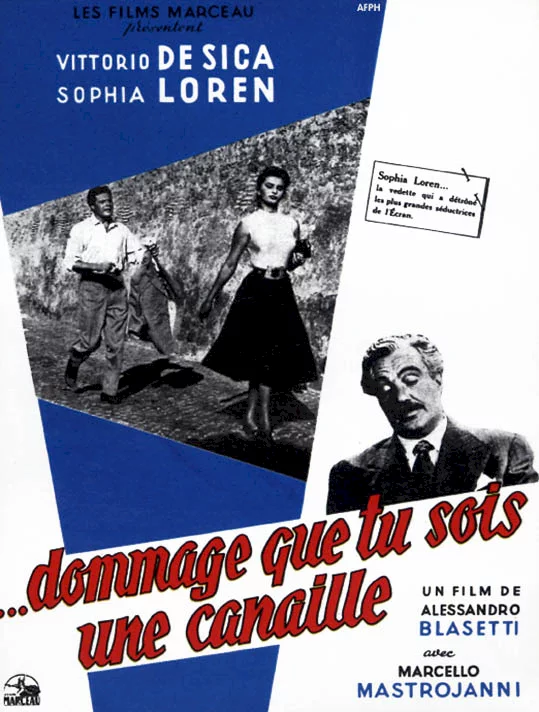 AFPH
LES FILMS MARCEAU
présentent
VITTORIO DE SICA
SOPHIA LOREN
Sophia Loren...
la vedette qui a détrôné
les plus grandes séductrices
de l'Écran.
...dommage que tu sois
une canaille
UN FILM DE
ALESSANDRO
BLASETTI
avec
MARCELLO
MASTROJANNI
MARCEAU